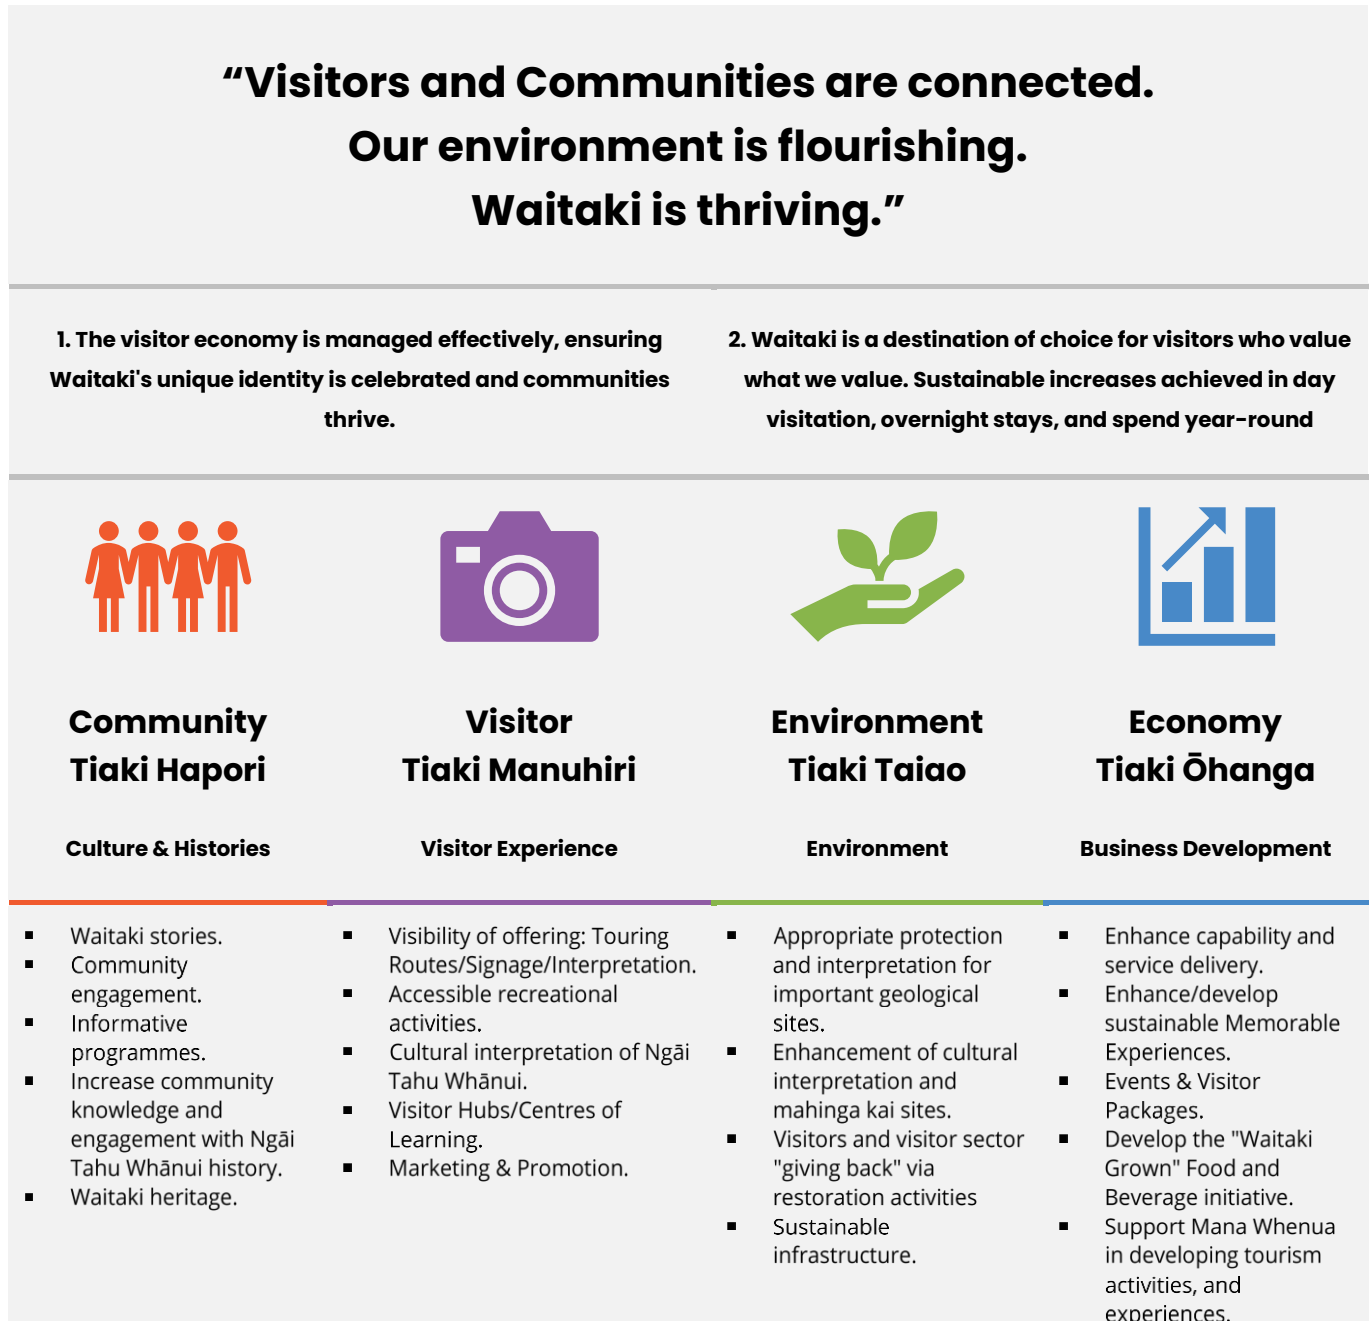 “Visitors and Communities are connected.
Our environment is flourishing.
Waitaki is thriving.”
1. The visitor economy is managed effectively, ensuring
Waitaki's unique identity is celebrated and communities
thrive.
2. Waitaki is a destination of choice for visitors who value
what we value. Sustainable increases achieved in day
visitation, overnight stays, and spend year-round
Community
Tiaki Hapori
Culture & Histories
Visitor
Tiaki Manuhiri
Visitor Experience
Environment
Tiaki Taiao
Environment
Economy
Tiaki Ōhanga
Business Development
▪ Waitaki stories.
▪ Community
engagement.
▪ Informative
programmes.
▪ Increase community
knowledge and
engagement with Ngāi
Tahu Whānui history.
▪ Waitaki heritage.
▪ Visibility of offering: Touring
Routes/Signage/Interpretation.
▪ Accessible recreational
activities.
▪ Cultural interpretation of Ngāi
Tahu Whānui.
▪ Visitor Hubs/Centres of
Learning.
▪ Marketing & Promotion.
▪ Appropriate protection
and interpretation for
important geological
sites.
▪ Enhancement of cultural
interpretation and
mahinga kai sites.
▪ Visitors and visitor sector
"giving back" via
restoration activities
▪ Sustainable
infrastructure.
▪ Enhance capability and
service delivery.
▪ Enhance/develop
sustainable Memorable
Experiences.
▪ Events & Visitor
Packages.
▪ Develop the "Waitaki
Grown" Food and
Beverage initiative.
▪ Support Mana Whenua
in developing tourism
activities, and
experiences.